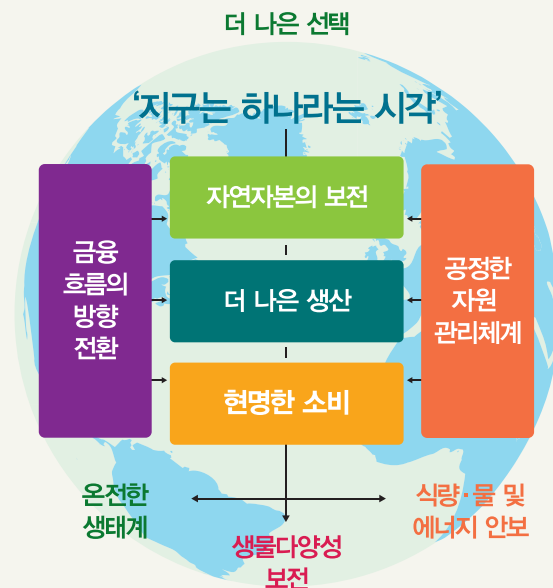 더 나은 선택
‘지구는 하나라는 시각’
자연자본의 보전
금융
흐름의
방향
전환
더 나은 생산
공정한
자원
관리체계
현명한 소비
온전한
생태계
식량·물 및
에너지 안보
생물다양성
보전